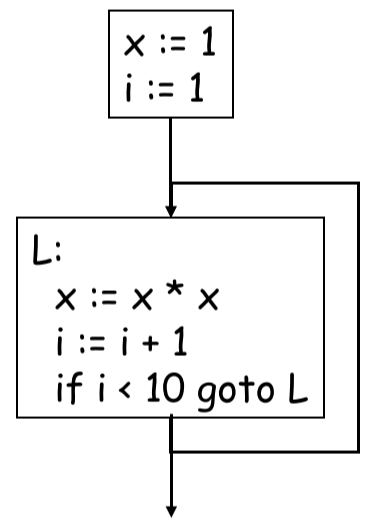 x := 1
i := 1
L:
x := x * x
i := i + 1
if i < 10 goto L